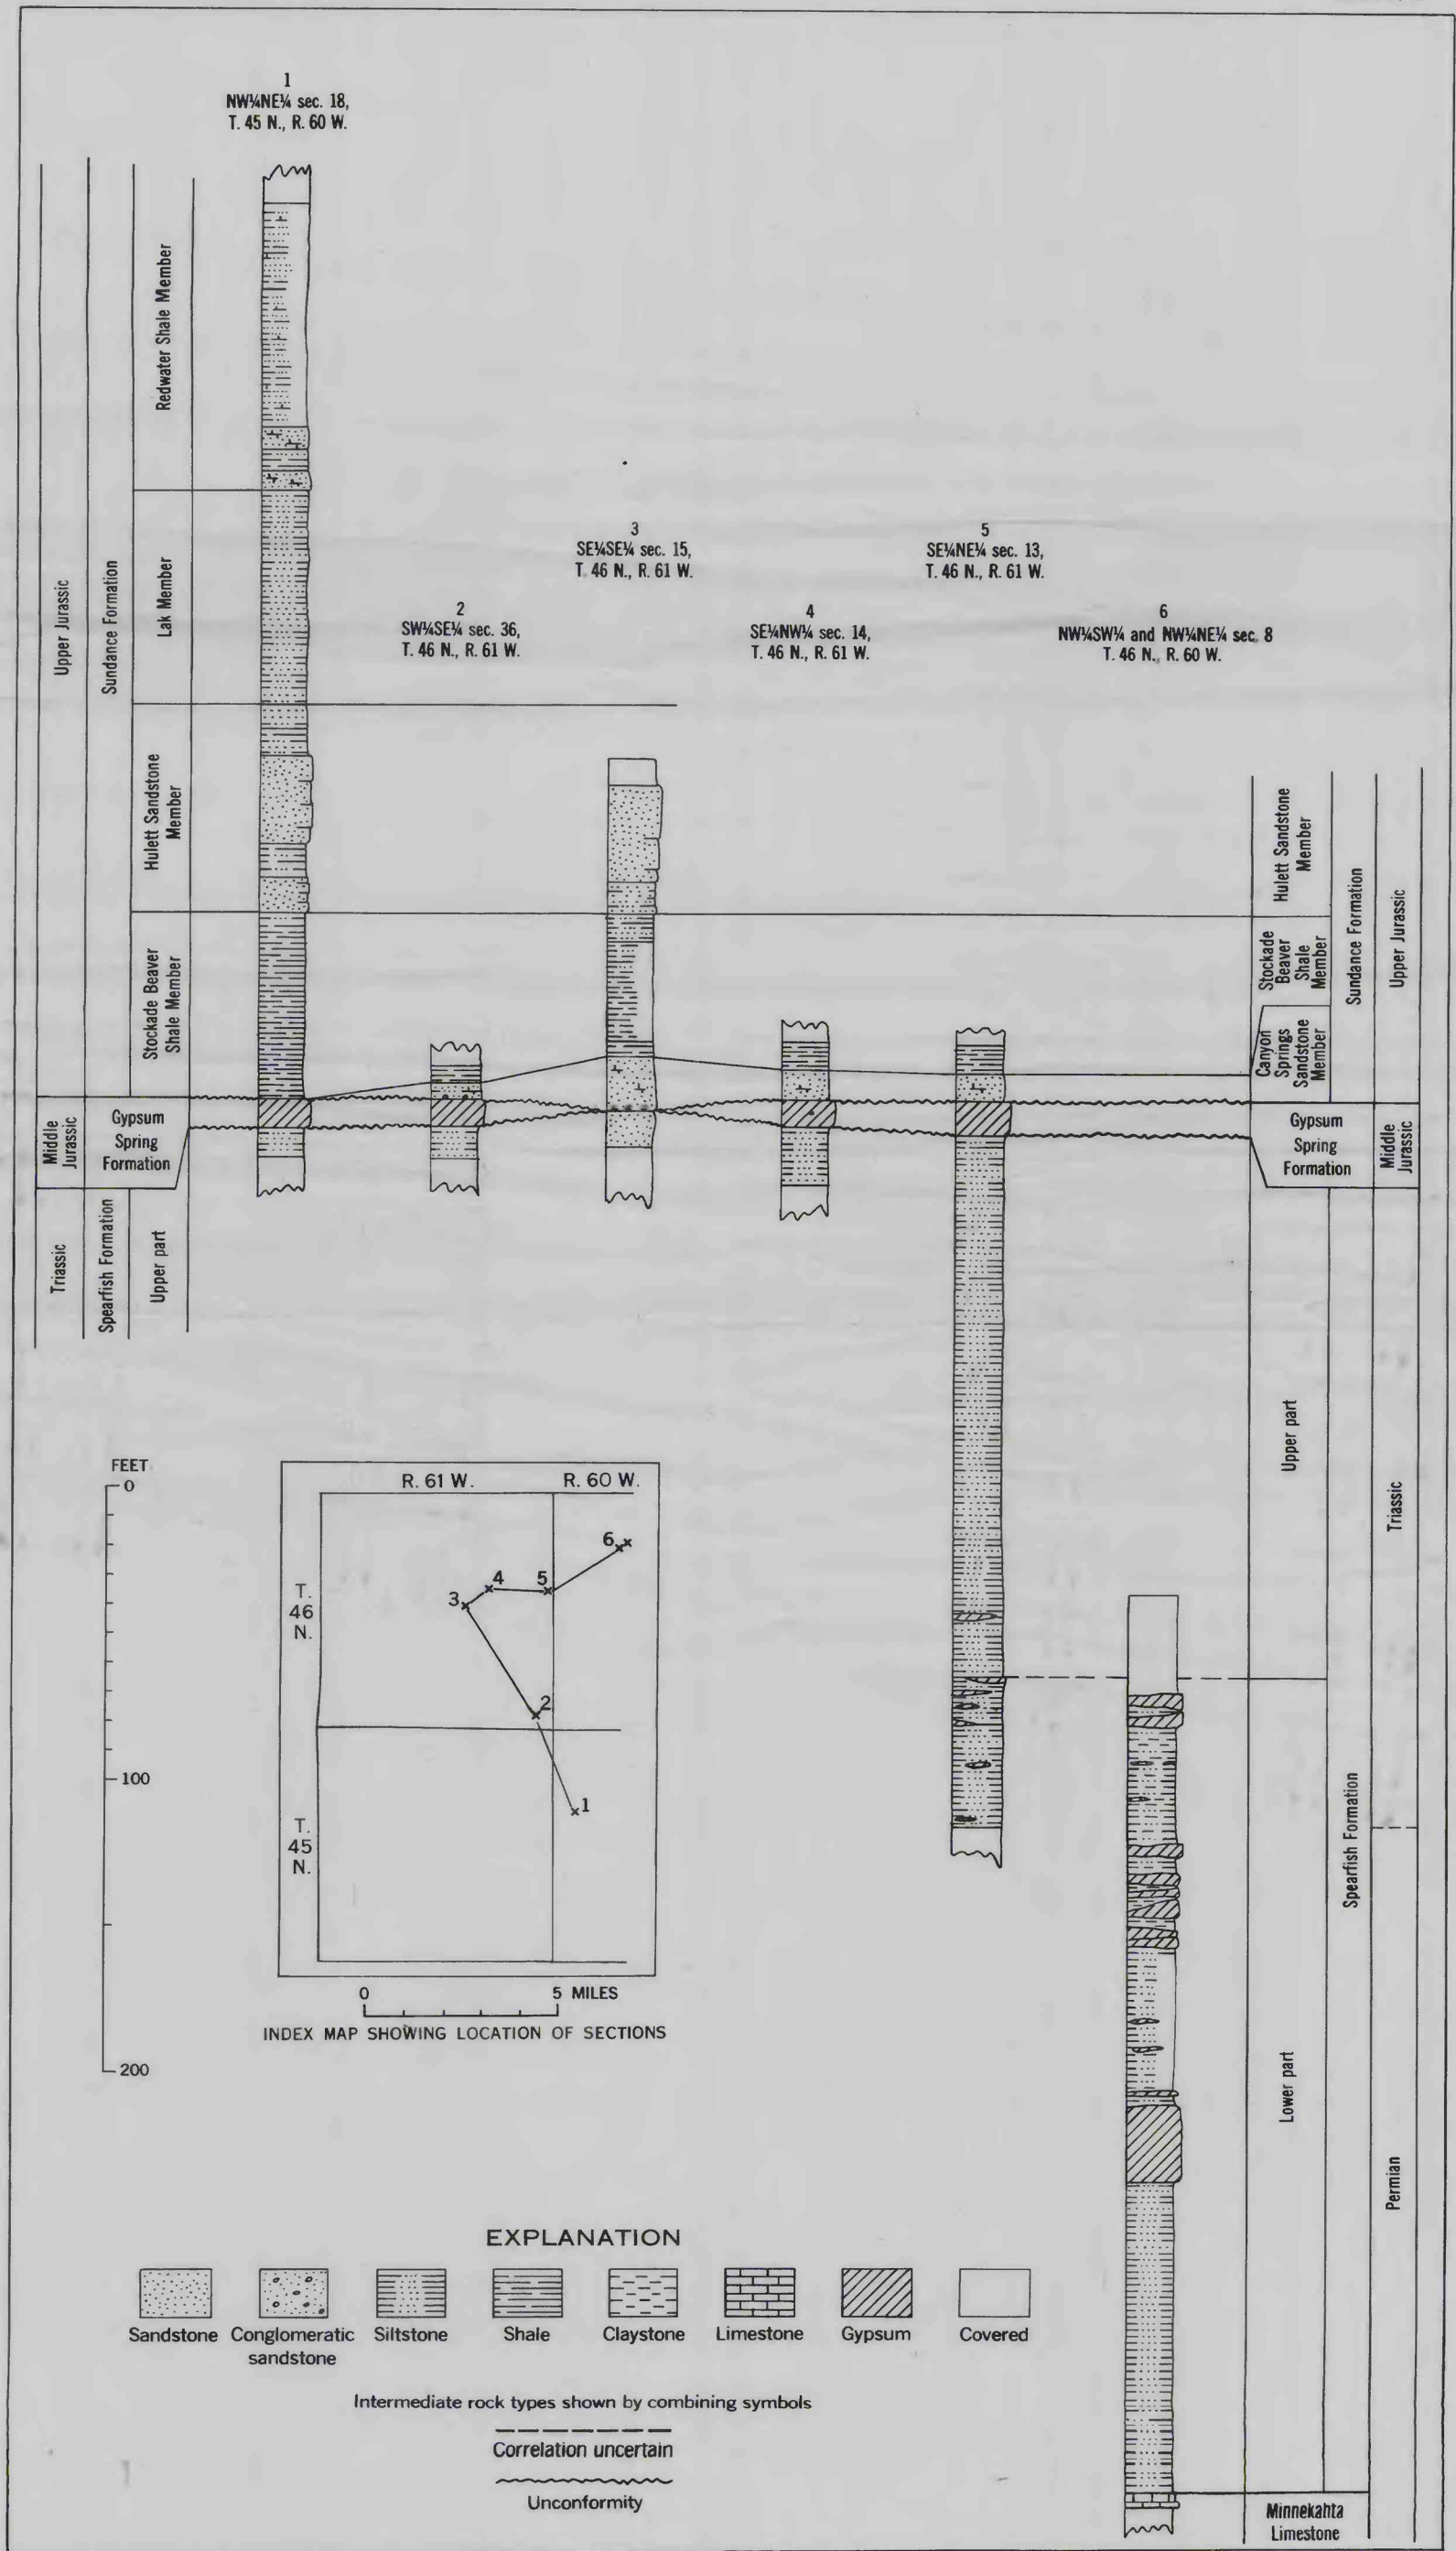 1
NW¼NE¼ sec. 18,
T. 45 N., R. 60 W.
Upper Jurassic
Sundance Formation
Redwater Shale Member
Lak Member
Hulett Sandstone
Member
Stockade Beaver
Shale Member
Middle
Jurassic
Gypsum
Spring
Formation
Triassic
Spearfish Formation
Upper part
2
SW¼SE¼ sec. 36,
T. 46 N., R. 61 W.
3
SE¼SE¼ sec. 15,
T. 46 N., R. 61 W.
4
SE¼NW¼ sec. 14,
T. 46 N., R. 61 W.
5
SE¼NE¼ sec. 13,
T. 46 N., R. 61 W.
6
NW¼SW¼ and NW¼NE¼ sec. 8
T. 46 N., R. 60 W.
Hulett Sandstone
Member
Stockade
Beaver
Shale
Member
Canyon
Springs
Sandstone
Member
Sundance Formation
Upper Jurassic
Gypsum
Spring
Formation
Middle
Jurassic
Upper part
Triassic
Spearfish Formation
Lower part
Permian
Minnekahta
Limestone
FEET
0
100
200
R. 61 W.
R. 60 W.
T.
46
N.
T.
45
N.
6
5
4
3
2
1
0
5 MILES
INDEX MAP SHOWING LOCATION OF SECTIONS
EXPLANATION
Sandstone
Conglomeratic
sandstone
Siltstone
Shale
Claystone
Limestone
Gypsum
Covered
Intermediate rock types shown by combining symbols
Correlation uncertain
Unconformity